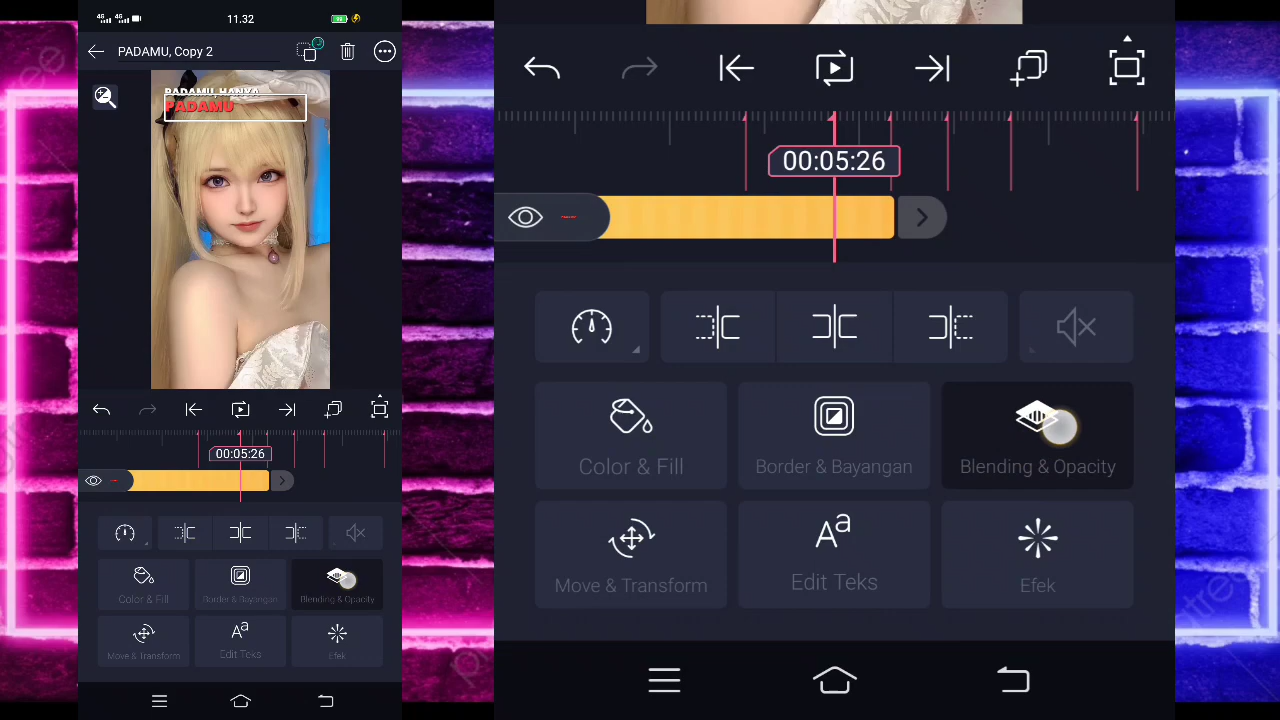 11.32
PADAMU, Copy 2
PADAMU, HANYA
PADAMU
00:05:26
Color & Fill
Border & Bayangan
Blending & Opacity
Move & Transform
Edit Teks
Efek
00:05:26
Color & Fill
Border & Bayangan
Blending & Opacity
Move & Transform
Edit Teks
Efek